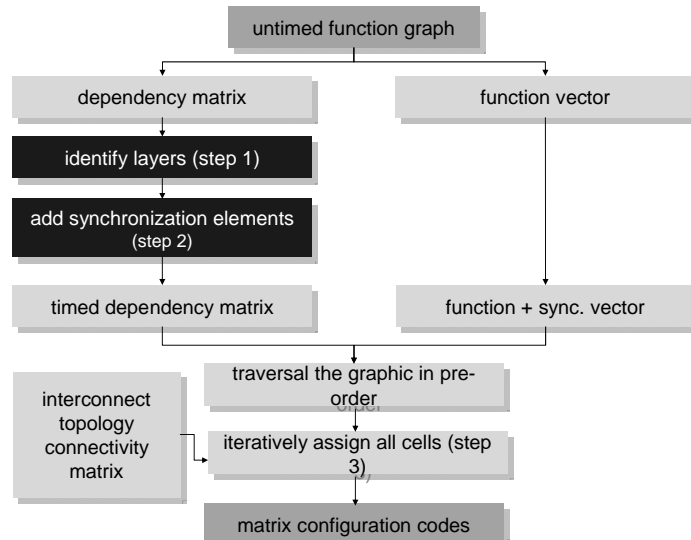 untimed function graph
dependency matrix
function vector
identify layers (step 1)
add synchronization elements
(step 2)
timed dependency matrix
function + sync. vector
traversal the graphic in pre-
order
interconnect
topology
connectivity
matrix
iteratively assign all cells (step
3)
matrix configuration codes